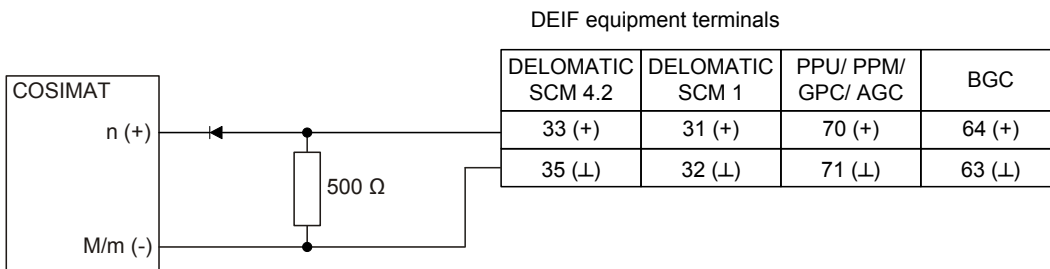 DEIF equipment terminals
COSIMAT
n (+)
M/m (-)
500 Ω
DELOMATIC SCM 4.2 DELOMATIC SCM 1 PPU/ PPM/ GPC/ AGC BGC
33 (+) 31 (+) 70 (+) 64 (+)
35 (⊥) 32 (⊥) 71 (⊥) 63 (⊥)